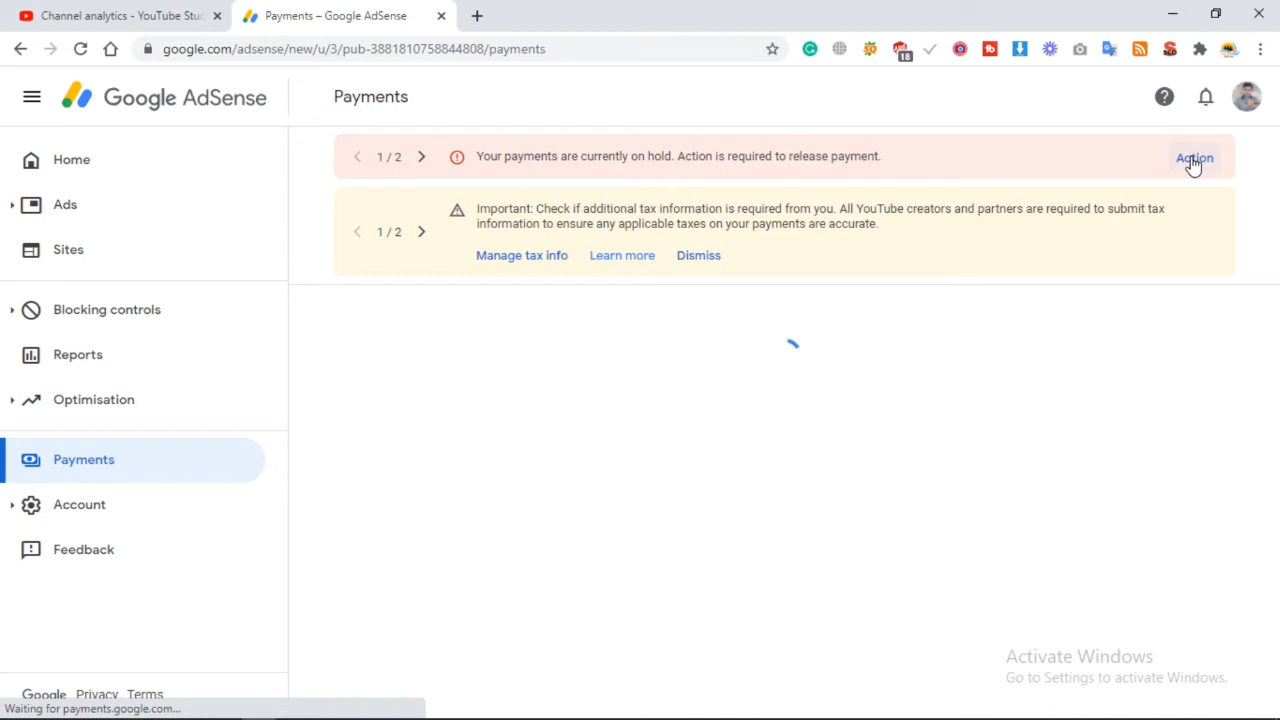 Channel analytics - YouTube Stu
Payments – Google AdSense
google.com/adsense/new/u/3/pub-3881810758844808/payments
18
Google AdSense
Payments
Home
Ads
Sites
Blocking controls
Reports
Optimisation
Payments
Account
Feedback
Google Privacy Terms
1 / 2
Your payments are currently on hold. Action is required to release payment.
Action
1 / 2
Important: Check if additional tax information is required from you. All YouTube creators and partners are required to submit tax
information to ensure any applicable taxes on your payments are accurate.
Manage tax info Learn more Dismiss
Activate Windows
Go to Settings to activate Windows.
Waiting for payments.google.com...